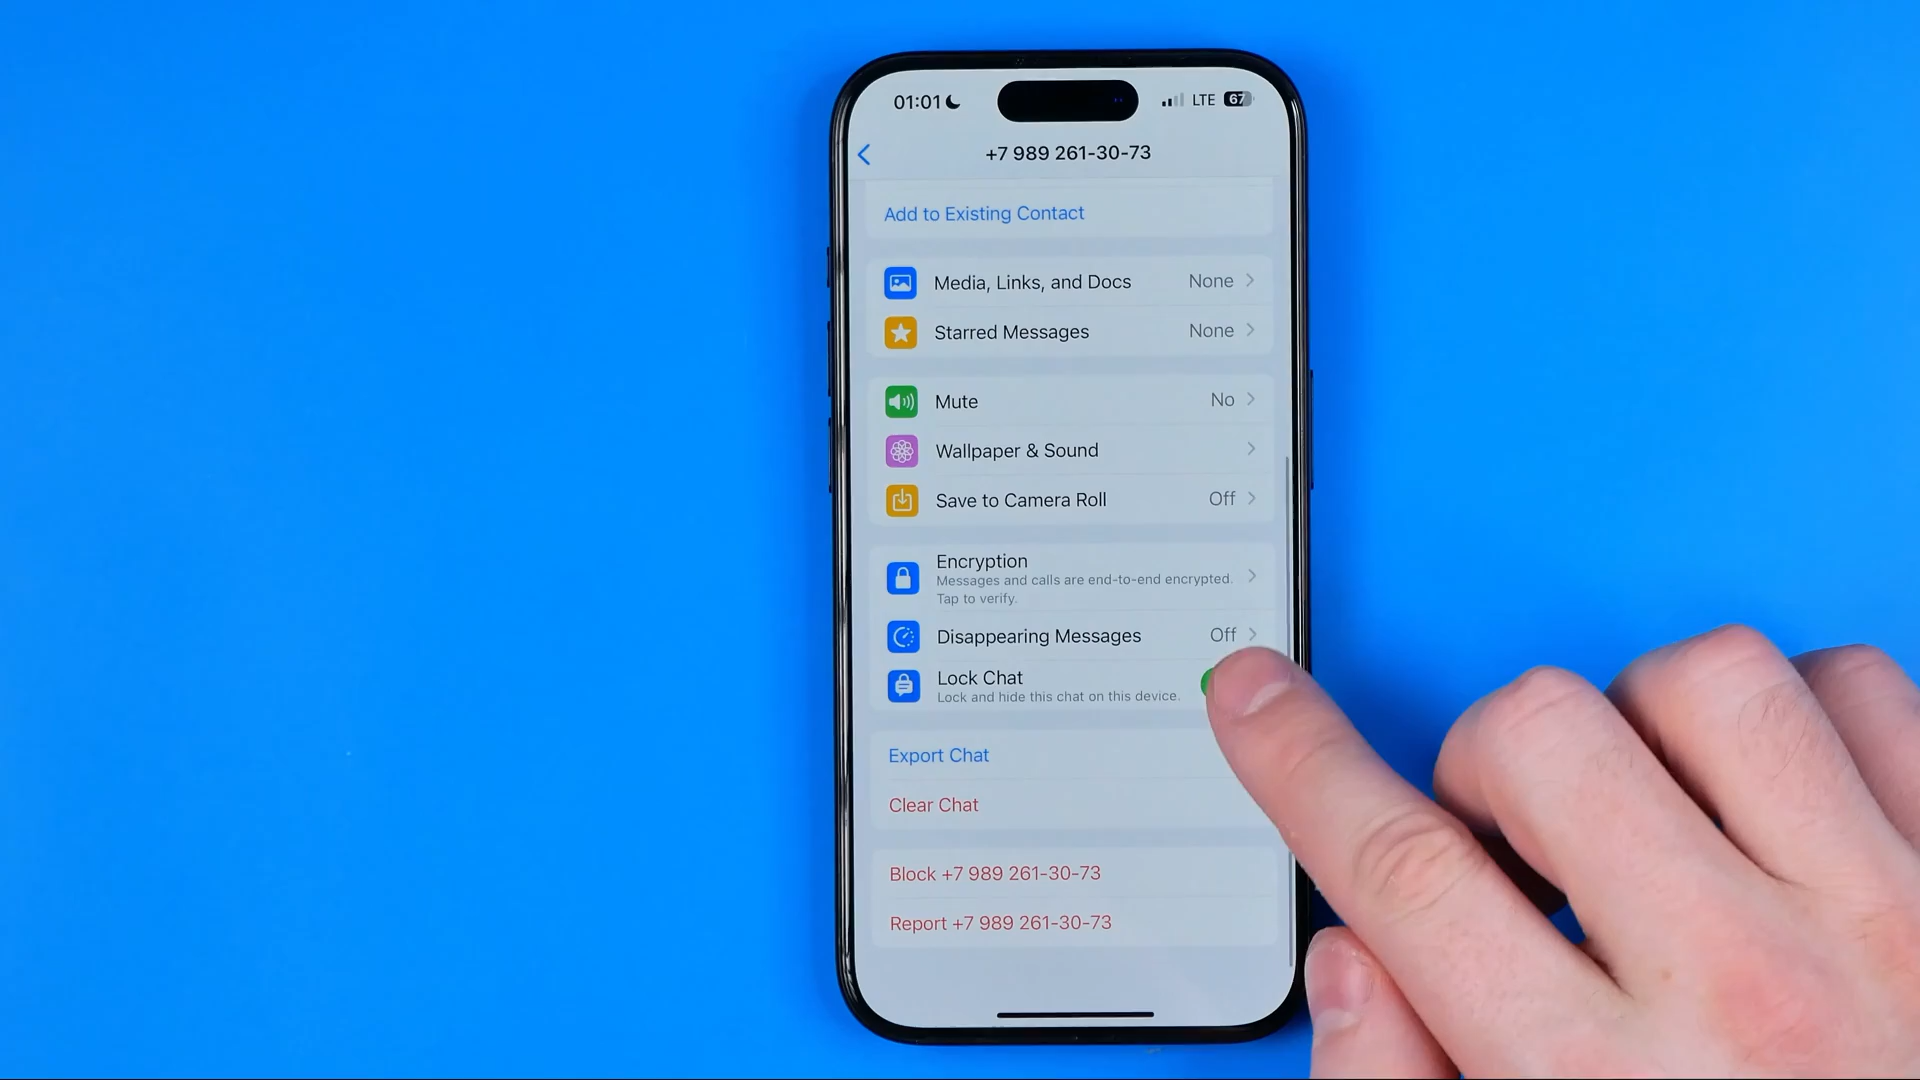 01:01
LTE 67
+7 989 261-30-73
Add to Existing Contact
Media, Links, and Docs None
Starred Messages None
Mute No
Wallpaper & Sound
Save to Camera Roll Off
Encryption
Messages and calls are end-to-end encrypted.
Tap to verify.
Disappearing Messages Off
Lock Chat
Lock and hide this chat on this device.
Export Chat
Clear Chat
Block +7 989 261-30-73
Report +7 989 261-30-73